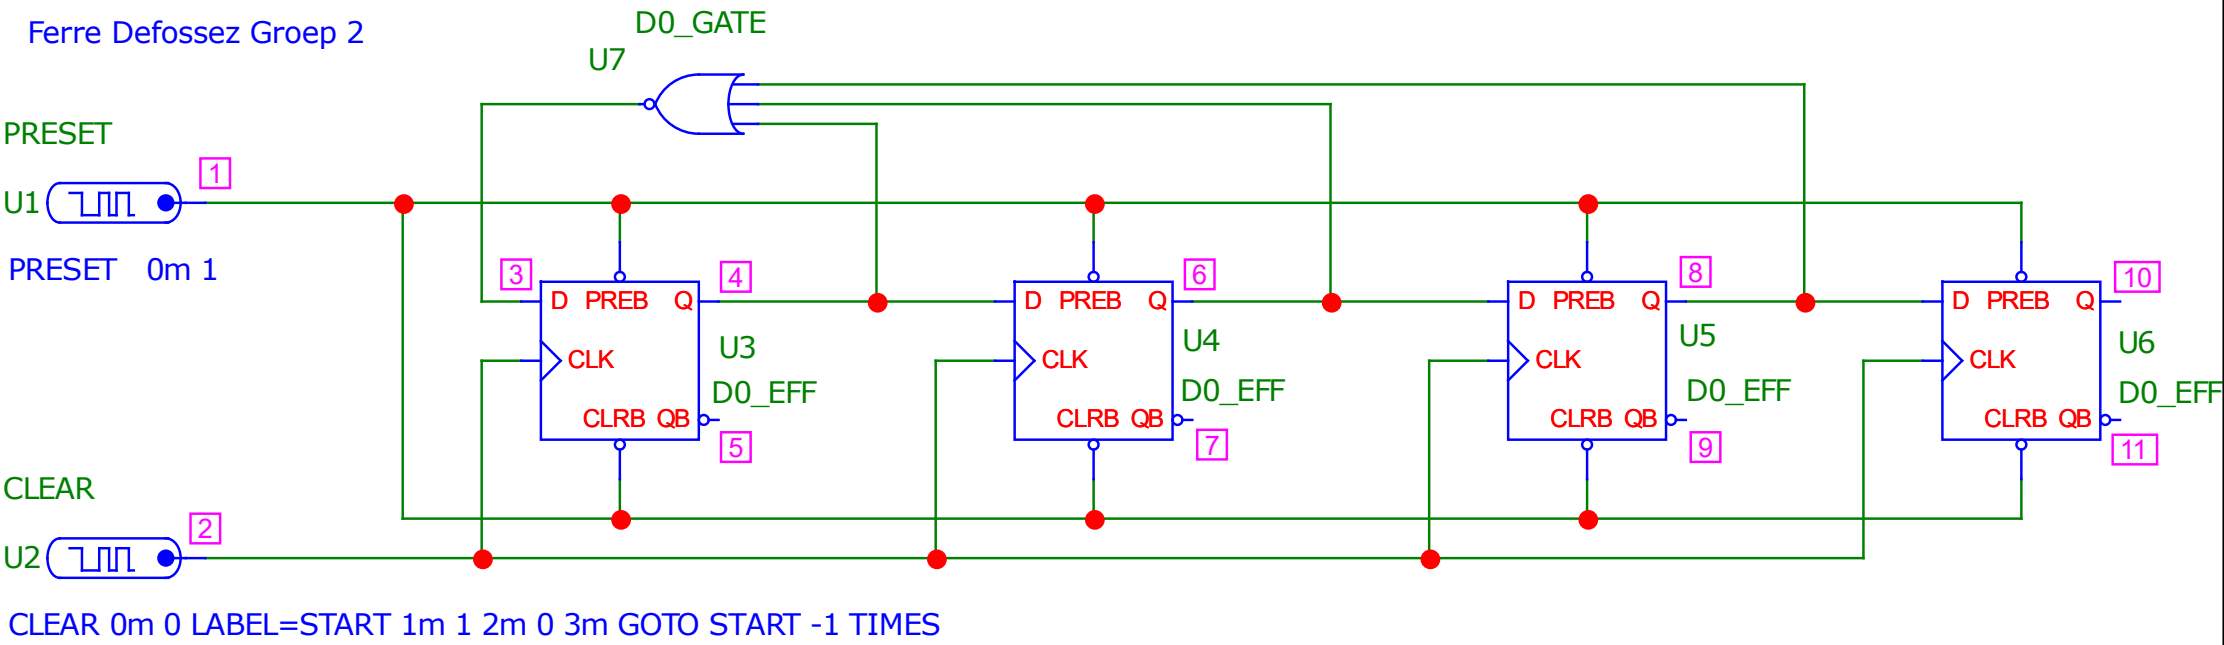 Ferre Defossez Groep 2
D0_GATE
U7
PRESET
1
U1
PRESET 0m 1
3
4
6
8
10
D PREB Q
D PREB Q
D PREB Q
D PREB Q
U3
U4
U5
U6
CLK
CLK
CLK
CLK
D0_EFF
D0_EFF
D0_EFF
D0_EFF
CLRB QB
CLRB QB
CLRB QB
CLRB QB
5
7
9
11
CLEAR
2
U2
CLEAR 0m 0 LABEL=START 1m 1 2m 0 3m GOTO START -1 TIMES